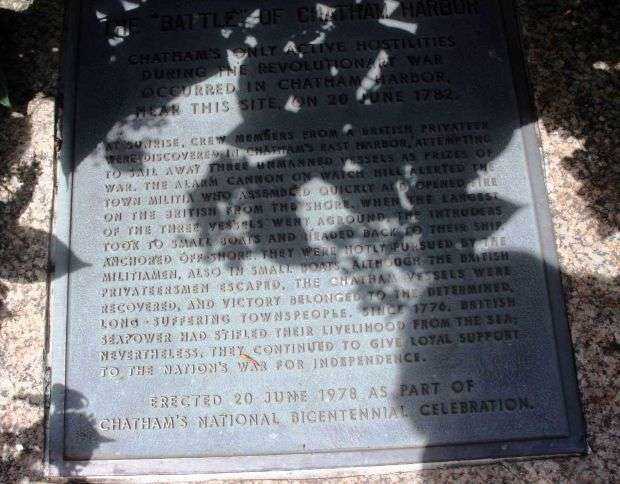 THE "BATTLE" OF CHATHAM HARBOR
CHATHAM'S ONLY ACTIVE HOSTILITIES
DURING THE REVOLUTIONARY WAR
OCCURRED IN CHATHAM HARBOR,
NEAR THIS SITE, ON 20 JUNE 1782.
AT SUNRISE, CREW MEMBERS FROM A BRITISH PRIVATEER
WERE DISCOVERED IN CHATHAM'S EAST HARBOR, ATTEMPTING
TO SAIL AWAY THREE UNMANNED VESSELS AS PRIZES OF
WAR. THE ALARM CANNON ON WATCH HILL ALERTED THE
TOWN MILITIA WHO ASSEMBLED QUICKLY AND OPENED FIRE
ON THE BRITISH FROM THE SHORE. WHEN THE LARGEST
OF THE THREE VESSELS WENT AGROUND, THE INTRUDERS
TOOK TO SMALL BOATS AND HEADED BACK TO THEIR SHIP
ANCHORED OFF-SHORE. THEY WERE HOTLY PURSUED BY THE
MILITIAMEN, ALSO IN SMALL BOATS. ALTHOUGH THE BRITISH
PRIVATEERSMEN ESCAPED, THE CHATHAM VESSELS WERE
RECOVERED, AND VICTORY BELONGED TO THE DETERMINED,
LONG-SUFFERING TOWNSPEOPLE. SINCE 1776, BRITISH
SEAPOWER HAD STIFLED THEIR LIVELIHOOD FROM THE SEA;
NEVERTHELESS, THEY CONTINUED TO GIVE LOYAL SUPPORT
TO THE NATION'S WAR FOR INDEPENDENCE.
ERECTED 20 JUNE 1978 AS PART OF
CHATHAM'S NATIONAL BICENTENNIAL CELEBRATION.